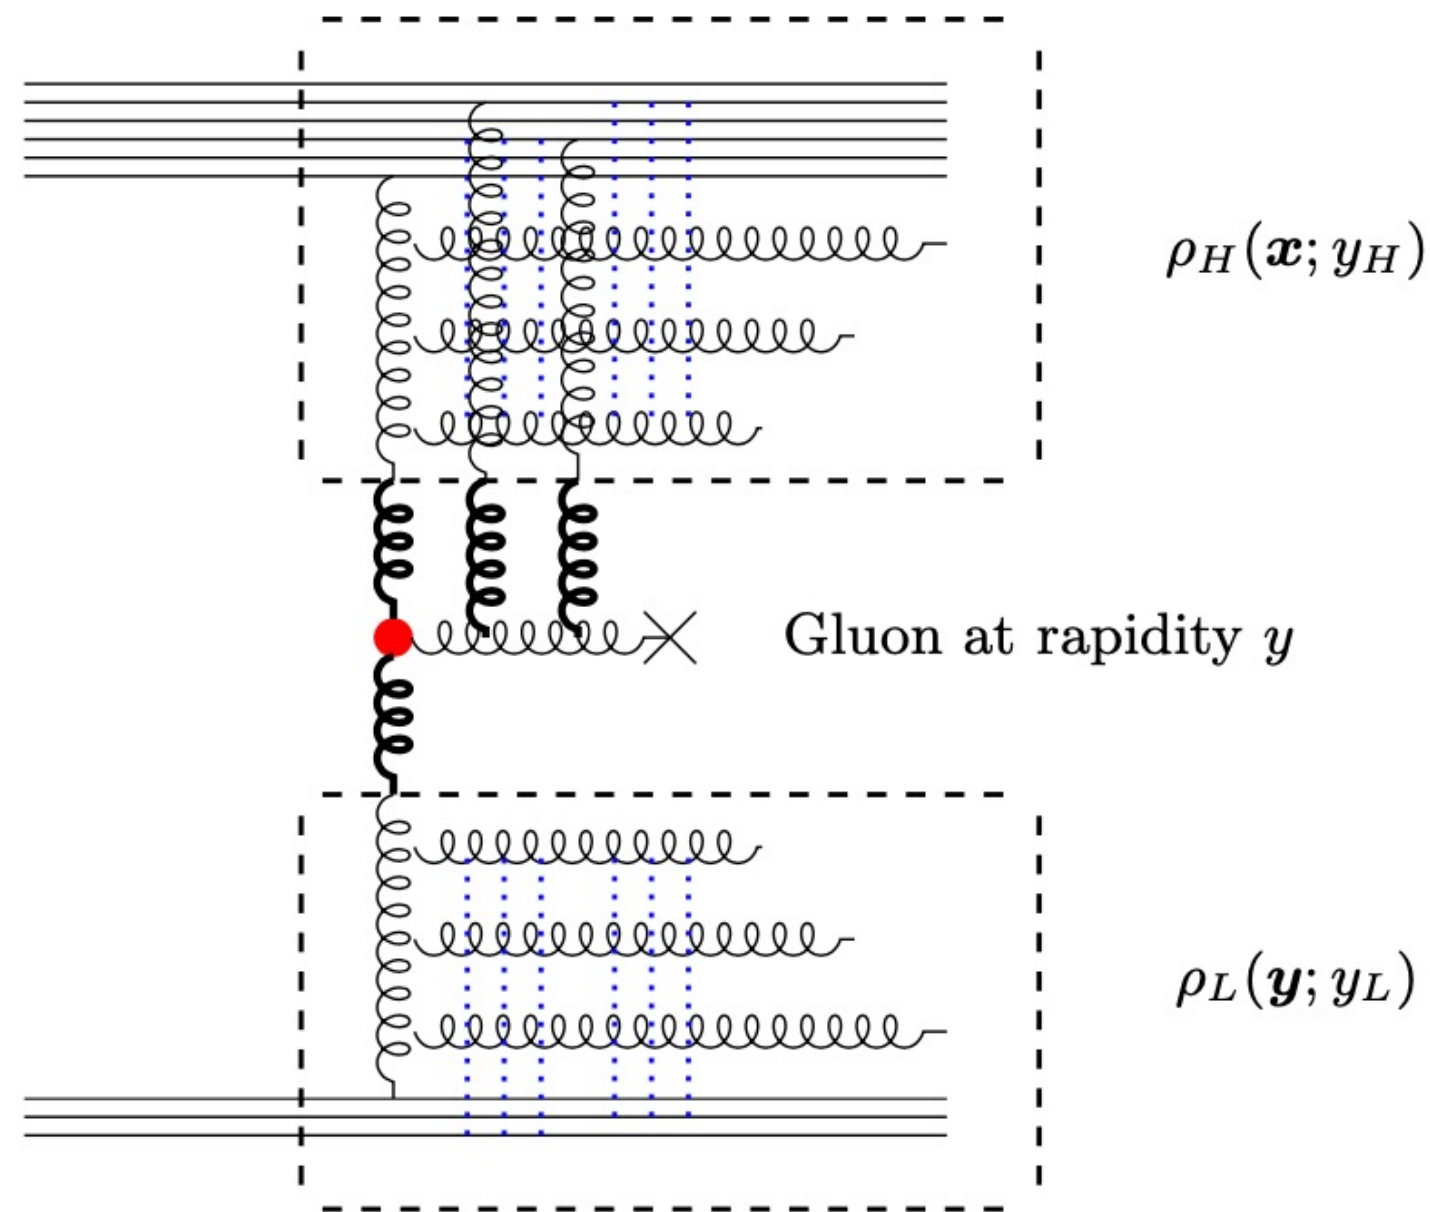 ρ_H(𝒙; y_H)
Gluon at rapidity y
ρ_L(𝒚; y_L)